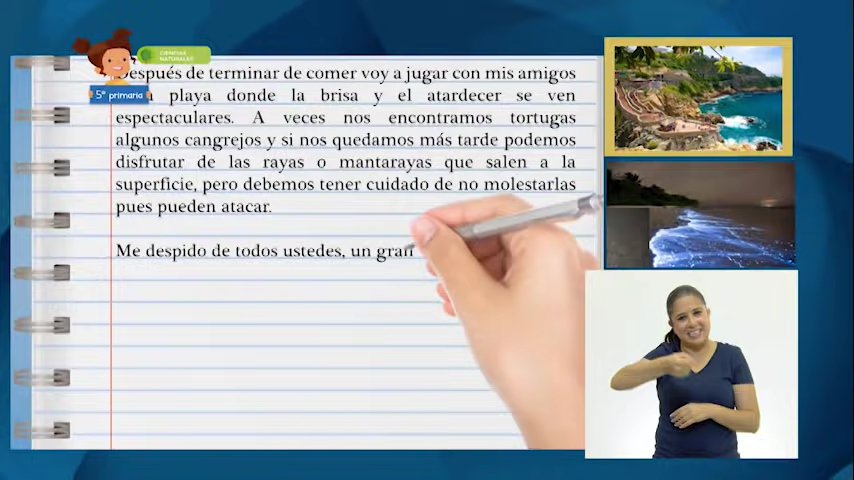 CIENCIAS
NATURALES
5° primaria
Después de terminar de comer voy a jugar con mis amigos
playa donde la brisa y el atardecer se ven
espectaculares. A veces nos encontramos tortugas
algunos cangrejos y si nos quedamos más tarde podemos
disfrutar de las rayas o mantarayas que salen a la
superficie, pero debemos tener cuidado de no molestarlas
pues pueden atacar.
Me despido de todos ustedes, un gran